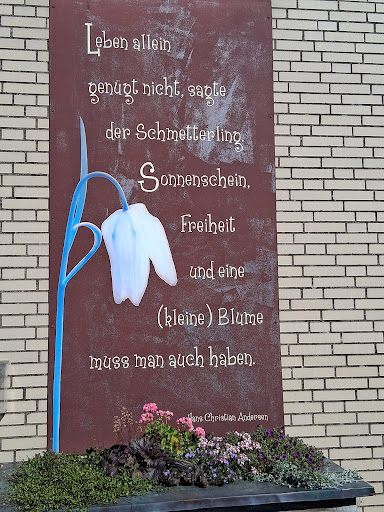 Leben allein
genügt nicht, sagte
der Schmetterling,
Sonnenschein,
Freiheit
und eine
(kleine) Blume
muss man auch haben.
Hans Christian Andersen